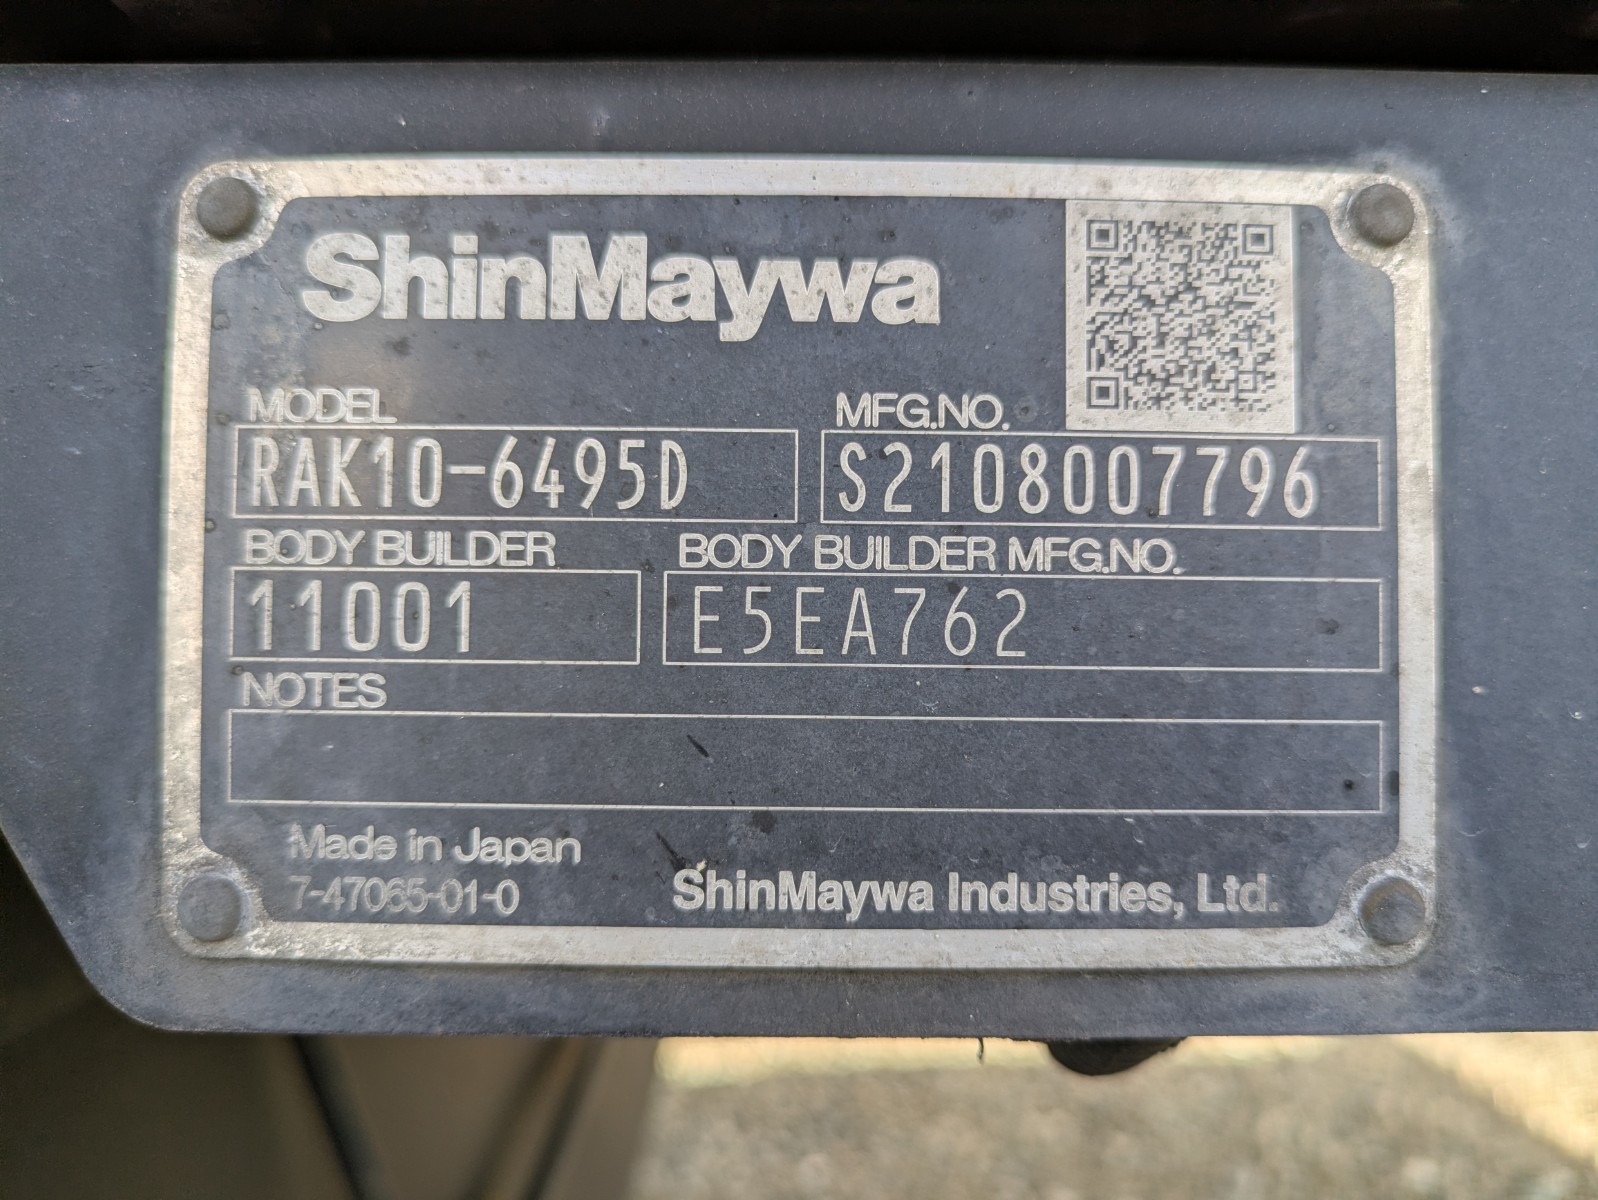 ShinMaywa
MODEL
MFG.NO.
RAK10-6495D
S2108007796
BODY BUILDER
BODY BUILDER MFG.NO.
11001
E5EA762
NOTES
Made in Japan
7-47065-01-0
ShinMaywa Industries, Ltd.